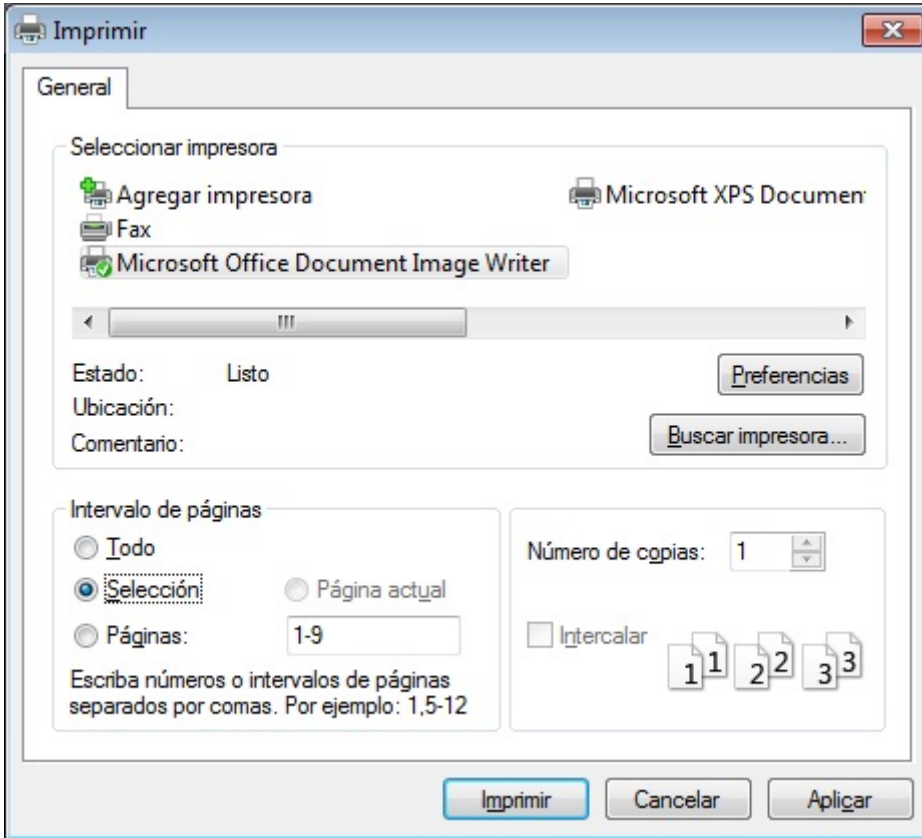 Imprimir
General
Seleccionar impresora
Agregar impresora
Microsoft XPS Documen
Fax
Microsoft Office Document Image Writer
Estado: Listo
Preferencias
Ubicación:
Comentario:
Buscar impresora...
Intervalo de páginas
Todo
Selección
Página actual
Páginas: 1-9
Escriba números o intervalos de páginas
separados por comas. Por ejemplo: 1,5-12
Número de copias: 1
Intercalar
1 1 2 2 3 3
Imprimir Cancelar Aplicar